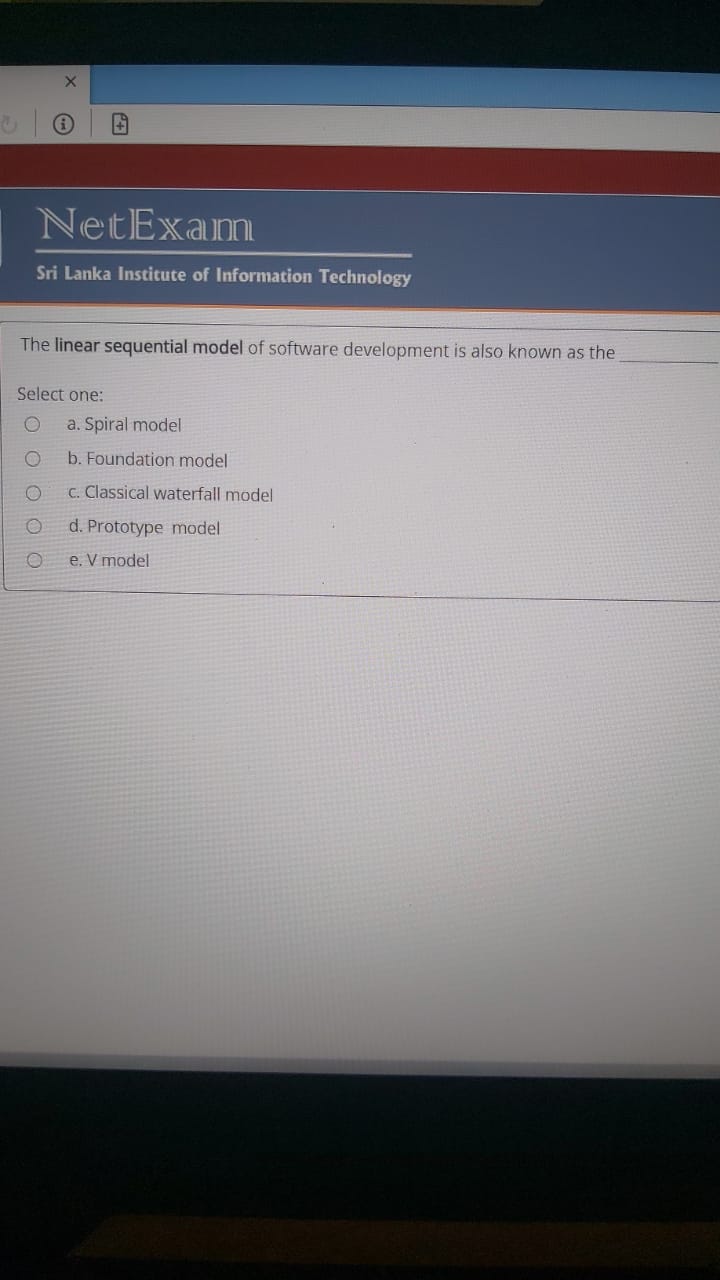 NetExam
Sri Lanka Institute of Information Technology
The linear sequential model of software development is also known as the ____________
Select one:
a. Spiral model
b. Foundation model
c. Classical waterfall model
d. Prototype model
e. V model